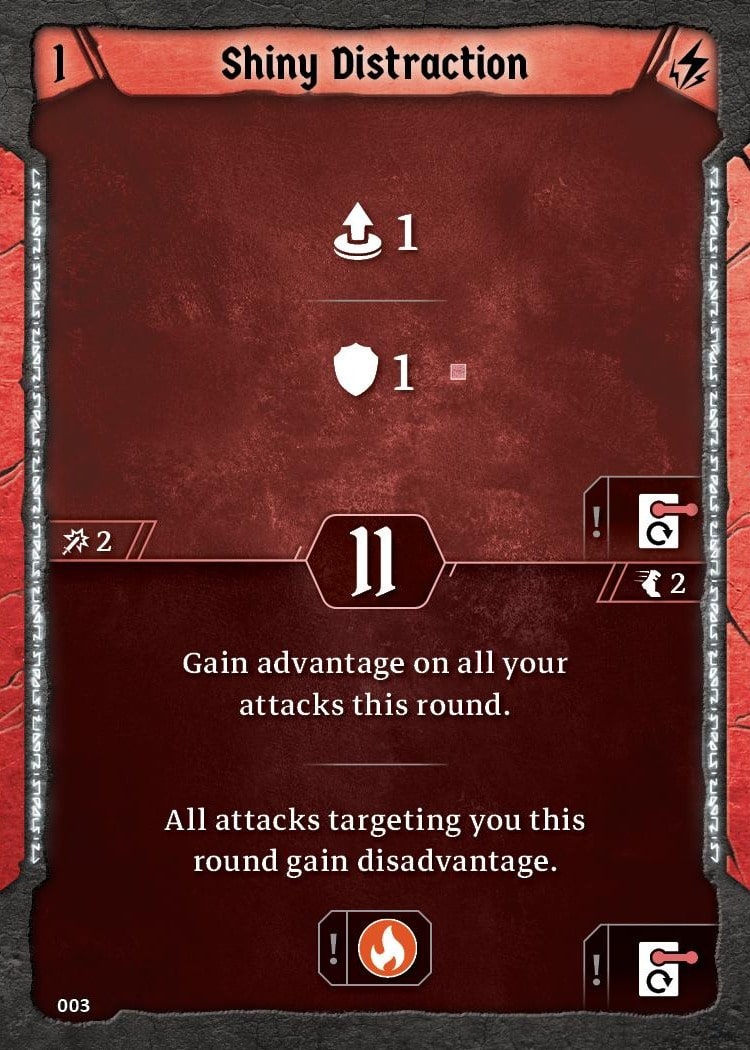 1
Shiny Distraction
1
1
2
!
11
2
Gain advantage on all your
attacks this round.
All attacks targeting you this
round gain disadvantage.
!
!
003